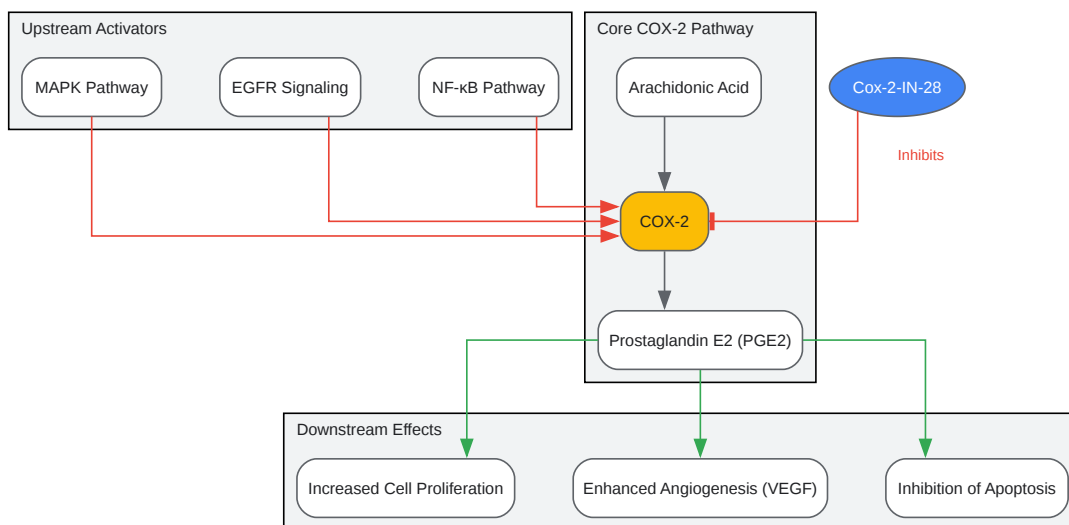 Upstream Activators
Core COX-2 Pathway
MAPK Pathway
EGFR Signaling
NF-κB Pathway
Arachidonic Acid
Cox-2-IN-28
Inhibits
COX-2
Prostaglandin E2 (PGE2)
Downstream Effects
Increased Cell Proliferation
Enhanced Angiogenesis (VEGF)
Inhibition of Apoptosis